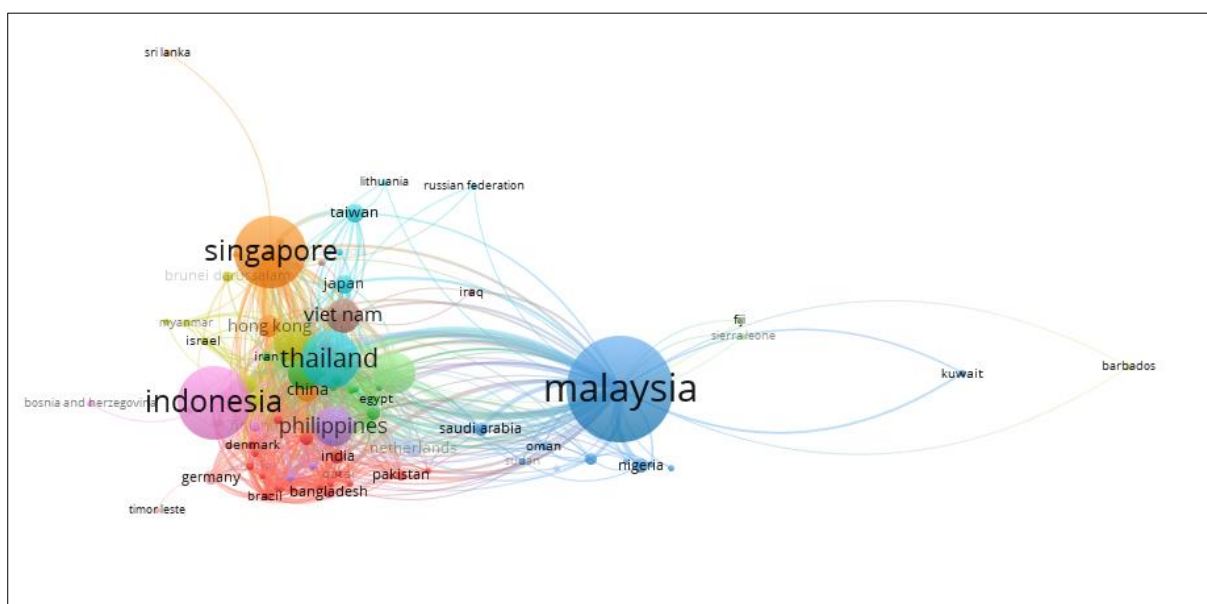 sri lanka
lithuania
russian federation
taiwan
singapore
brunei darussalam
japan
iraq
viet nam
myanmar
hong kong
fiji
israel
sierra leone
iran
thailand
barbados
kuwait
china
malaysia
egypt
indonesia
bosnia and herzegovina
philippines
saudi arabia
denmark
netherlands
oman
india
sudan
nigeria
qatar
germany
pakistan
bangladesh
brazil
timor-leste